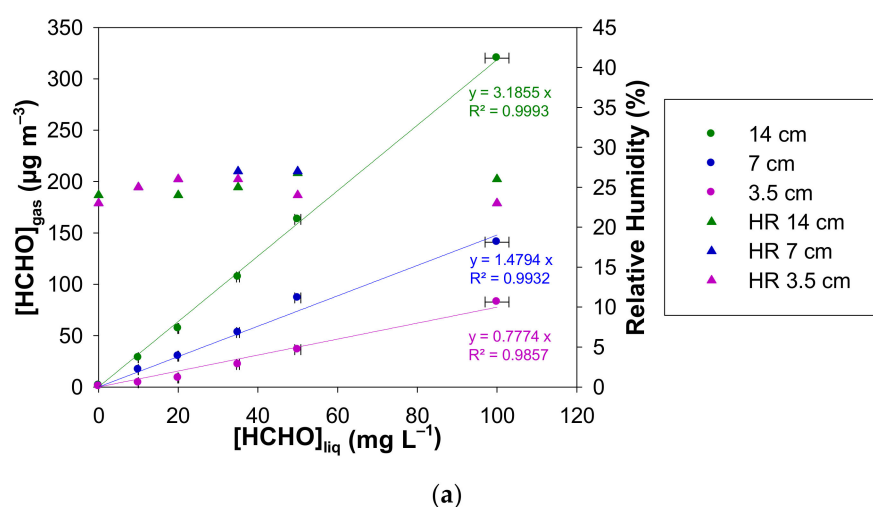 350
300
250
200
150
100
50
0
[HCHO]gas (µg m⁻³)
45
40
35
30
25
20
15
10
5
0
Relative Humidity (%)
y = 3.1855 x
R² = 0.9993
y = 1.4794 x
R² = 0.9932
y = 0.7774 x
R² = 0.9857
0 20 40 60 80 100 120
[HCHO]liq (mg L⁻¹)
14 cm
7 cm
3.5 cm
HR 14 cm
HR 7 cm
HR 3.5 cm
(a)